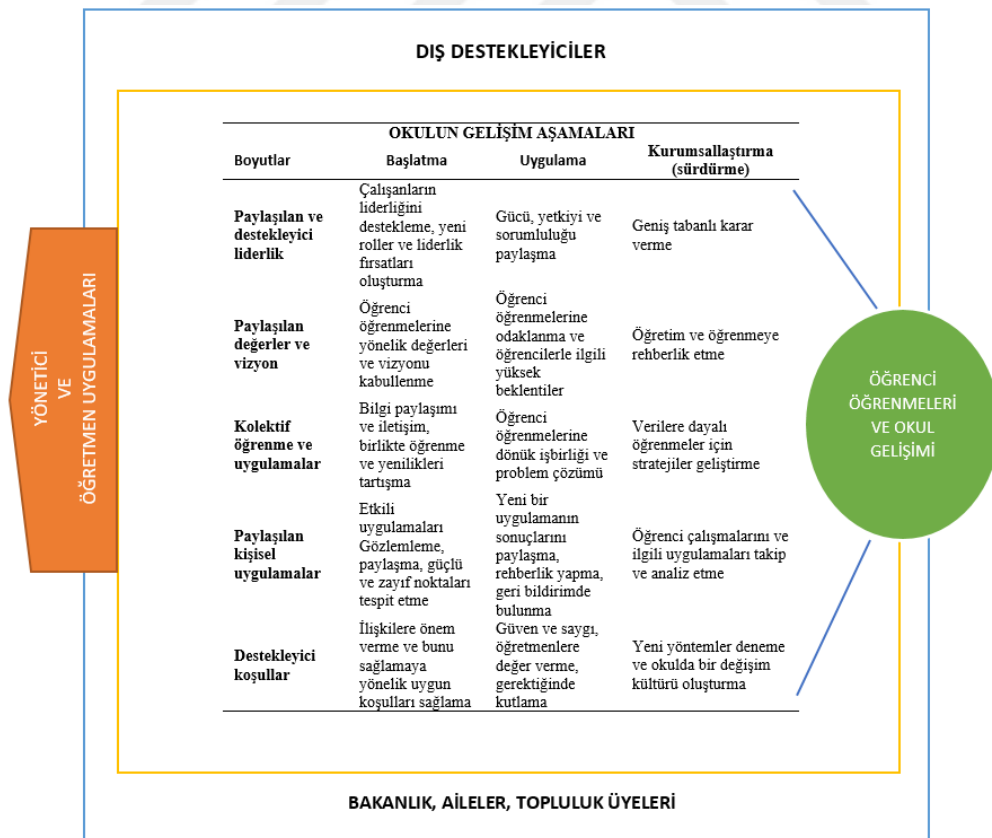 DIŞ DESTEKLEYİCİLER
OKULUN GELİŞİM AŞAMALARI
Boyutlar
Başlatma
Uygulama
Kurumsallaştırma
(sürdürme)
Paylaşılan ve
destekleyici
liderlik
Çalışanların
liderliğini
destekleme, yeni
roller ve liderlik
fırsatları
oluşturma
Gücü, yetkiyi ve
sorumluluğu
paylaşma
Geniş tabanlı karar
verme
Paylaşılan
değerler ve
vizyon
Öğrenci
öğrenmelerine
yönelik değerleri
ve vizyonu
kabullenme
Öğrenci
öğrenmelerine
odaklanma ve
öğrencilerle ilgili
yüksek
beklentiler
Öğretim ve öğrenmeye
rehberlik etme
Kolektif
öğrenme ve
uygulamalar
Bilgi paylaşımı
ve iletişim,
birlikte öğrenme
ve yenilikleri
tartışma
Öğrenci
öğrenmelerine
dönük işbirliği ve
problem çözümü
Verilere dayalı
öğrenmeler için
stratejiler geliştirme
Paylaşılan
kişisel
uygulamalar
Etkili
uygulamaları
Gözlemleme,
paylaşma, güçlü
ve zayıf noktaları
tespit etme
Yeni bir
uygulamanın
sonuçlarını
paylaşma,
rehberlik yapma,
geri bildirimde
bulunma
Öğrenci çalışmalarını ve
ilgili uygulamaları takip
ve analiz etme
Destekleyici
koşullar
İlişkilere önem
verme ve bunu
sağlamaya
yönelik uygun
koşulları sağlama
Güven ve saygı,
öğretmenlere
değer verme,
gerektiğinde
kutlama
Yeni yöntemler deneme
ve okulda bir değişim
kültürü oluşturma
YÖNETİCİ
VE
ÖĞRETMEN UYGULAMALARI
ÖĞRENCİ
ÖĞRENMELERİ
VE OKUL
GELİŞİMİ
BAKANLIK, AİLELER, TOPLULUK ÜYELERİ